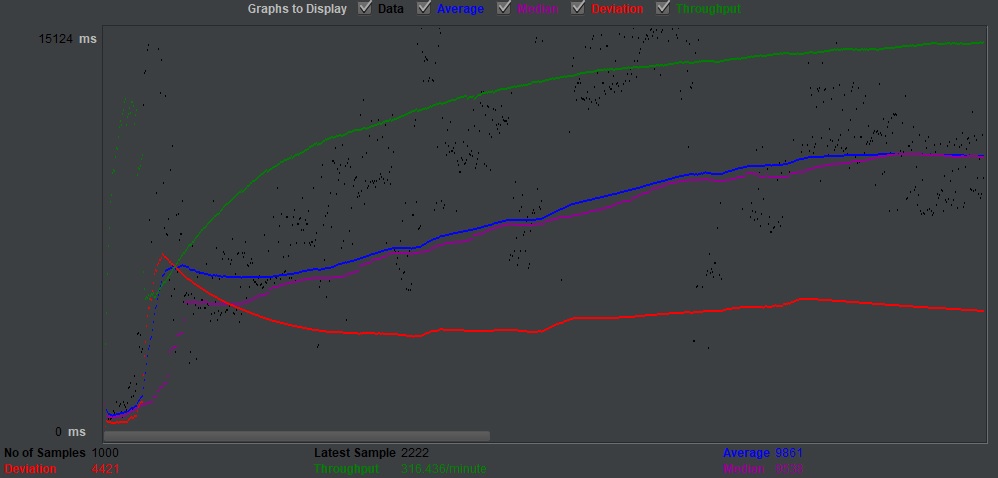 Graphs to Display Data Average Median Deviation Throughput
15124 ms
0 ms
No of Samples 1000 Latest Sample 2222 Average 9861
Deviation 4421 Throughput 316.436/minute Median